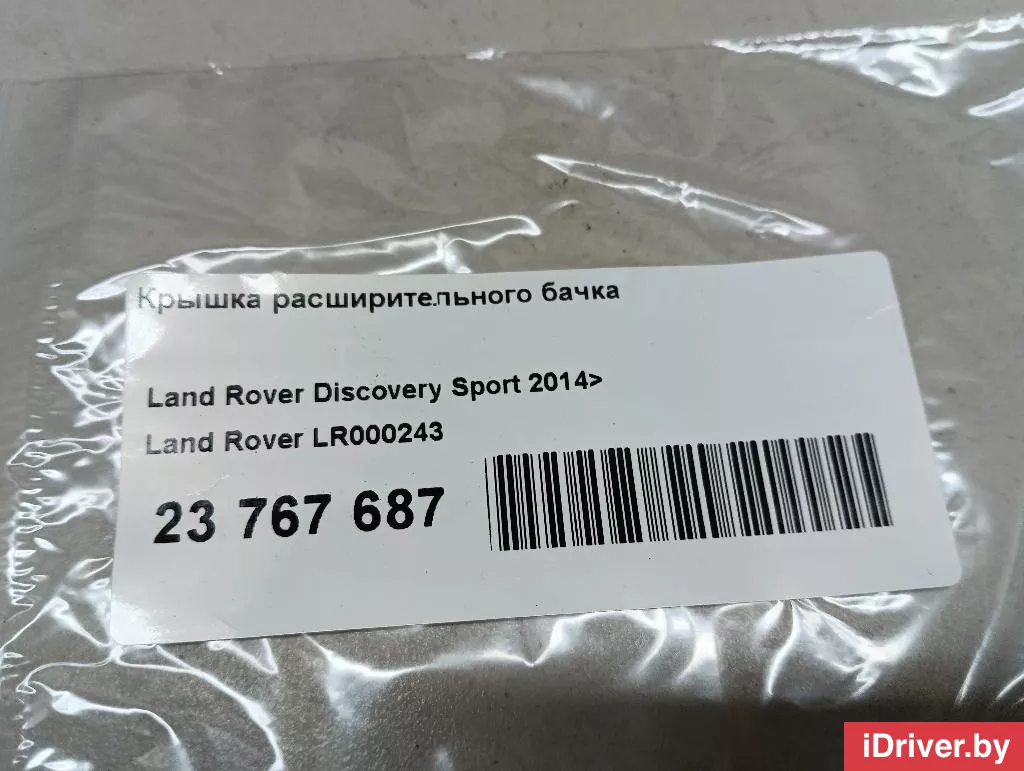 Крышка расширительного бачка
Land Rover Discovery Sport 2014>
Land Rover LR000243
23 767 687
iDriver.by